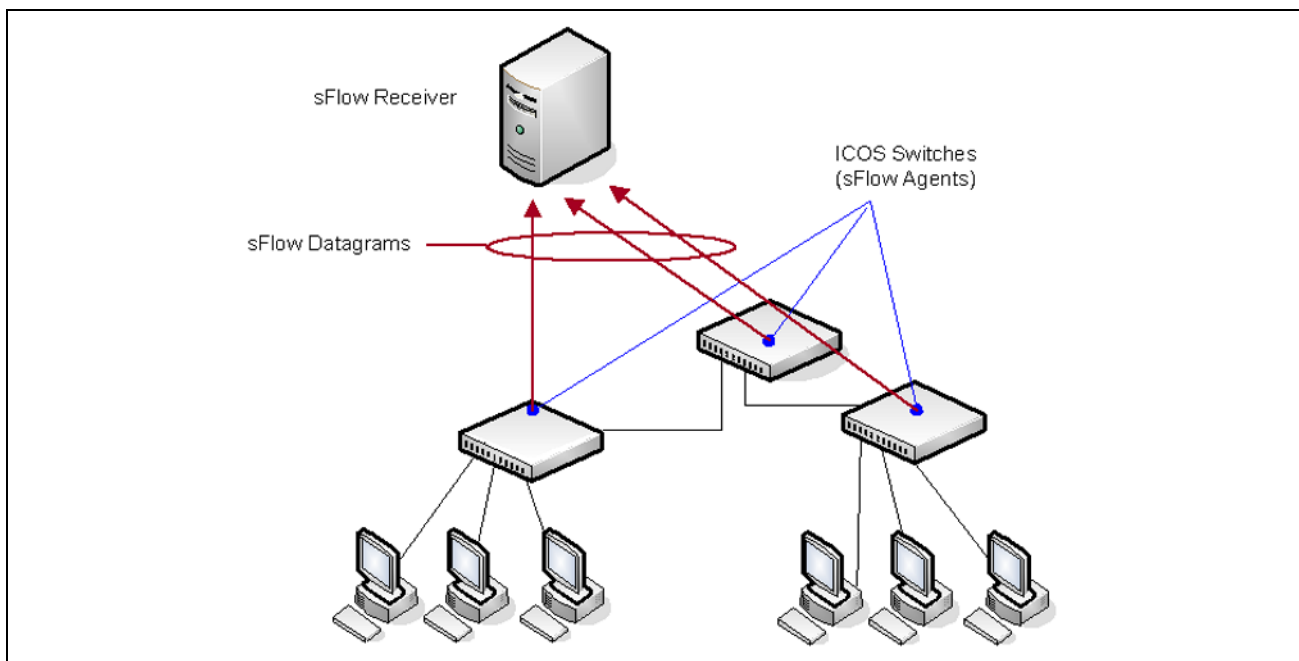 sFlow Receiver
ICOS Switches
(sFlow Agents)
sFlow Datagrams